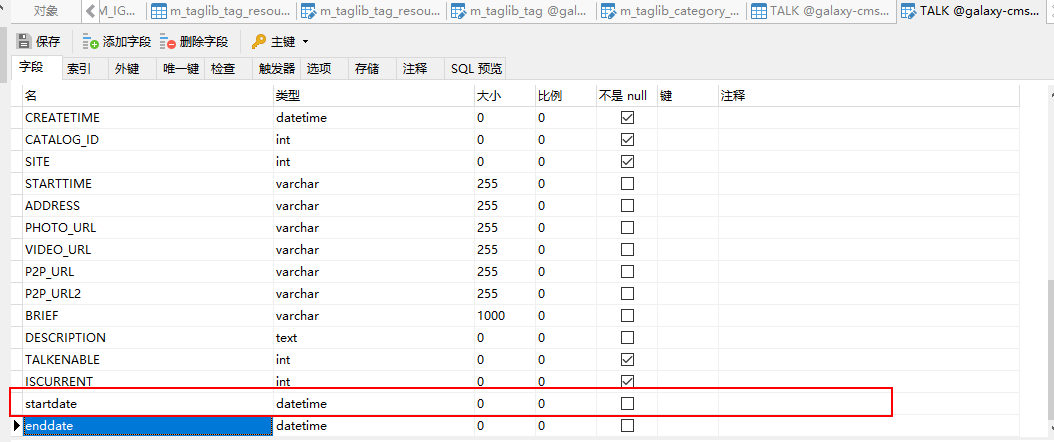 对象 M_IG... m_taglib_tag_resou... m_taglib_tag_resou... m_taglib_tag @gal... m_taglib_category_... TALK @galaxy-cms... TALK @galaxy-cms...
保存 添加字段 删除字段 主键
字段 索引 外键 唯一键 检查 触发器 选项 存储 注释 SQL 预览
名 类型 大小 比例 不是 null 键 注释
CREATETIME datetime 0 0
CATALOG_ID int 0 0
SITE int 0 0
STARTTIME varchar 255 0
ADDRESS varchar 255 0
PHOTO_URL varchar 255 0
VIDEO_URL varchar 255 0
P2P_URL varchar 255 0
P2P_URL2 varchar 255 0
BRIEF varchar 1000 0
DESCRIPTION text 0 0
TALKENABLE int 0 0
ISCURRENT int 0 0
startdate datetime 0 0
enddate datetime 0 0